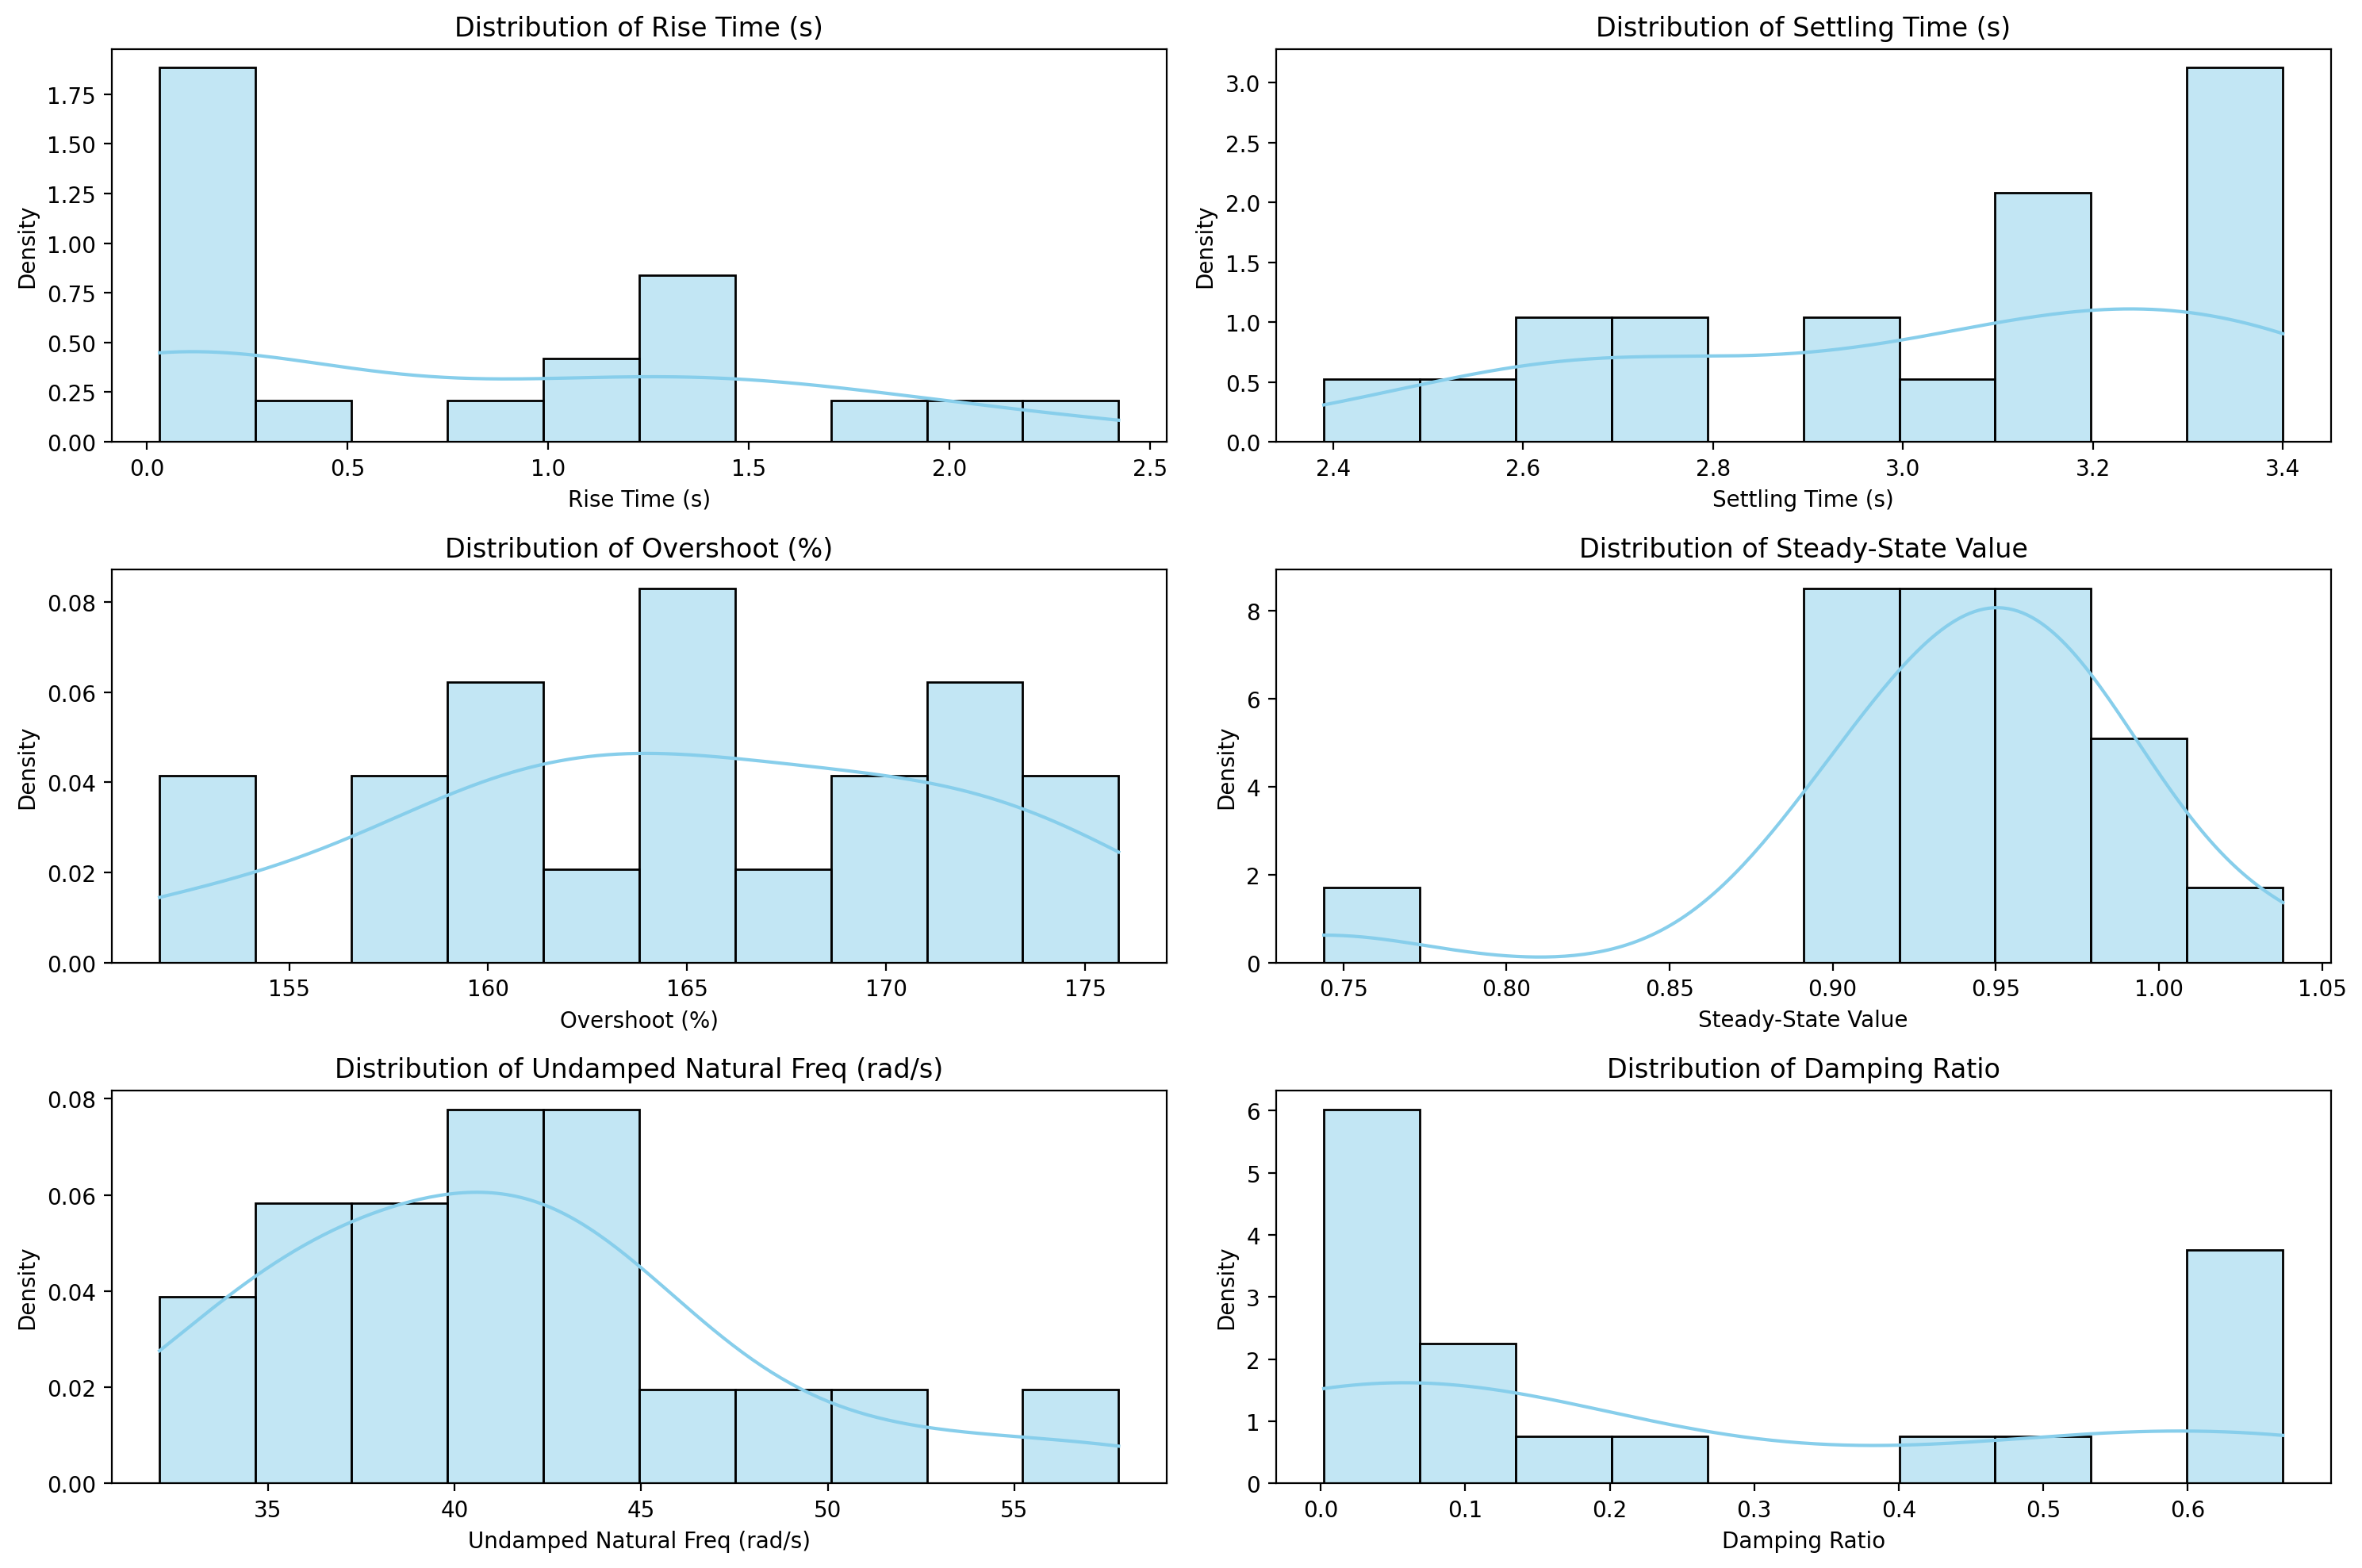 Distribution of Rise Time (s)
Density
1.75
1.50
1.25
1.00
0.75
0.50
0.25
0.00
0.0 0.5 1.0 1.5 2.0 2.5
Rise Time (s)
Distribution of Settling Time (s)
Density
3.0
2.5
2.0
1.5
1.0
0.5
0.0
2.4 2.6 2.8 3.0 3.2 3.4
Settling Time (s)
Distribution of Overshoot (%)
Density
0.08
0.06
0.04
0.02
0.00
155 160 165 170 175
Overshoot (%)
Distribution of Steady-State Value
Density
8
6
4
2
0
0.75 0.80 0.85 0.90 0.95 1.00 1.05
Steady-State Value
Distribution of Undamped Natural Freq (rad/s)
Density
0.08
0.06
0.04
0.02
0.00
35 40 45 50 55
Undamped Natural Freq (rad/s)
Distribution of Damping Ratio
Density
6
5
4
3
2
1
0
0.0 0.1 0.2 0.3 0.4 0.5 0.6
Damping Ratio